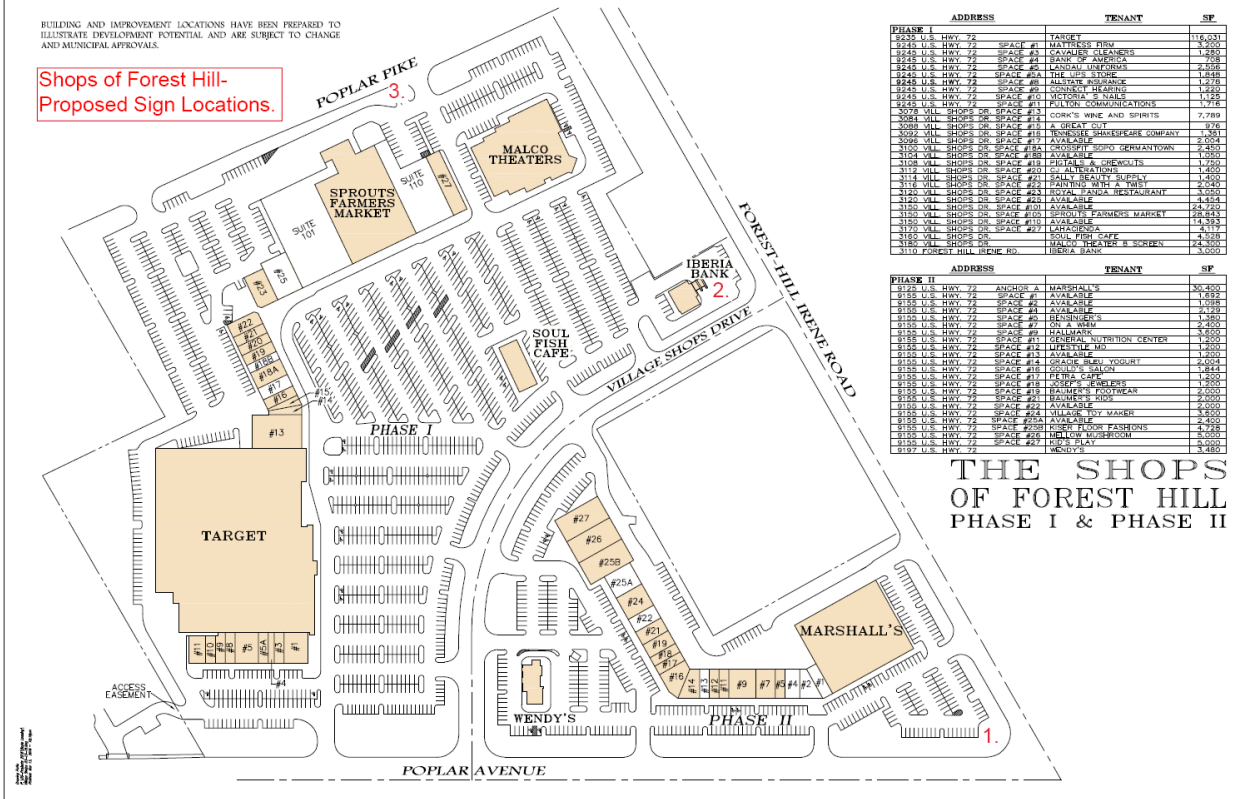 BUILDING AND IMPROVEMENT LOCATIONS HAVE BEEN PREPARED TO
ILLUSTRATE DEVELOPMENT POTENTIAL AND ARE SUBJECT TO CHANGE
AND MUNICIPAL APPROVALS.
Shops of Forest Hill-
Proposed Sign Locations.
POPLAR PIKE
3.
MALCO
THEATERS
SPROUTS
FARMERS
MARKET
SUITE
110
#27
SUITE
101
#25
#23
#22
#21
#20
#19
#18B
#18A
#17
#16
#15
#14
#13
IBERIA
BANK
2.
SOUL
FISH
CAFE
VILLAGE SHOPS DRIVE
FOREST-HILL IRENE ROAD
PHASE I
TARGET
#11
#10
#9
#8
#5
#5A
#3
#1
#4
ACCESS
EASEMENT
#27
#26
#25B
#25A
#24
#22
#21
#19
#18
#17
#16
#14
#13
#12
#11
#9
#7
#5
#4
#2
#1
MARSHALL'S
WENDY'S
PHASE II
1.
POPLAR AVENUE
ADDRESS TENANT SF
PHASE I
9235 U.S. HWY. 72 TARGET 116,031
9245 U.S. HWY. 72 SPACE #1 MATTRESS FIRM 3,200
9245 U.S. HWY. 72 SPACE #3 CAVALIER CLEANERS 1,280
9245 U.S. HWY. 72 SPACE #4 BANK OF AMERICA 708
9245 U.S. HWY. 72 SPACE #5 LANDAU UNIFORMS 2,556
9245 U.S. HWY. 72 SPACE #5A THE UPS STORE 1,848
9245 U.S. HWY. 72 SPACE #8 ALLSTATE INSURANCE 1,278
9245 U.S. HWY. 72 SPACE #9 CONNECT HEARING 1,220
9245 U.S. HWY. 72 SPACE #10 VICTORIA'S NAILS 1,125
9245 U.S. HWY. 72 SPACE #11 FULTON COMMUNICATIONS 1,716
3078 VILL. SHOPS DR. SPACE #13
3084 VILL. SHOPS DR. SPACE #14 CORK'S WINE AND SPIRITS 7,789
3088 VILL. SHOPS DR. SPACE #15 A GREAT CUT 976
3092 VILL. SHOPS DR. SPACE #16 TENNESSEE SHAKESPEARE COMPANY 1,361
3096 VILL. SHOPS DR. SPACE #17 AVAILABLE 2,004
3100 VILL. SHOPS DR. SPACE #18A CROSSFIT SOPO GERMANTOWN 2,450
3104 VILL. SHOPS DR. SPACE #18B AVAILABLE 1,050
3108 VILL. SHOPS DR. SPACE #19 PIGTAILS & CREWCUTS 1,750
3112 VILL. SHOPS DR. SPACE #20 CJ ALTERATIONS 1,400
3114 VILL. SHOPS DR. SPACE #21 SALLY BEAUTY SUPPLY 1,400
3116 VILL. SHOPS DR. SPACE #22 PAINTING WITH A TWIST 2,040
3120 VILL. SHOPS DR. SPACE #23 ROYAL PANDA RESTAURANT 3,050
3120 VILL. SHOPS DR. SPACE #25 AVAILABLE 4,454
3150 VILL. SHOPS DR. SPACE #101 AVAILABLE 24,720
3150 VILL. SHOPS DR. SPACE #105 SPROUTS FARMERS MARKET 28,843
3150 VILL. SHOPS DR. SPACE #110 AVAILABLE 14,393
3170 VILL. SHOPS DR. SPACE #27 LAHACIENDA 4,117
3160 VILL. SHOPS DR. SOUL FISH CAFE 4,528
3180 VILL. SHOPS DR. MALCO THEATER 8 SCREEN 24,300
3110 FOREST HILL IRENE RD. IBERIA BANK 3,000
ADDRESS TENANT SF
PHASE II
9125 U.S. HWY. 72 ANCHOR A MARSHALL'S 30,400
9155 U.S. HWY. 72 SPACE #1 AVAILABLE 1,692
9155 U.S. HWY. 72 SPACE #2 AVAILABLE 1,098
9155 U.S. HWY. 72 SPACE #4 AVAILABLE 2,129
9155 U.S. HWY. 72 SPACE #5 BENSINGER'S 1,380
9155 U.S. HWY. 72 SPACE #7 ON A WHIM 2,400
9155 U.S. HWY. 72 SPACE #9 HALLMARK 3,600
9155 U.S. HWY. 72 SPACE #11 GENERAL NUTRITION CENTER 1,200
9155 U.S. HWY. 72 SPACE #12 LIFESTYLE MD 1,200
9155 U.S. HWY. 72 SPACE #13 AVAILABLE 1,200
9155 U.S. HWY. 72 SPACE #14 GRACIE BLEU YOGURT 2,004
9155 U.S. HWY. 72 SPACE #16 GOULD'S SALON 1,844
9155 U.S. HWY. 72 SPACE #17 PETRA CAFE' 1,200
9155 U.S. HWY. 72 SPACE #18 JOSEF'S JEWELERS 1,200
9155 U.S. HWY. 72 SPACE #19 BAUMER'S FOOTWEAR 2,000
9155 U.S. HWY. 72 SPACE #21 BAUMER'S KIDS 2,000
9155 U.S. HWY. 72 SPACE #22 AVAILABLE 2,000
9155 U.S. HWY. 72 SPACE #24 VILLAGE TOY MAKER 3,600
9155 U.S. HWY. 72 SPACE #25A AVAILABLE 2,400
9155 U.S. HWY. 72 SPACE #25B KISER FLOOR FASHIONS 4,728
9155 U.S. HWY. 72 SPACE #26 MELLOW MUSHROOM 5,000
9155 U.S. HWY. 72 SPACE #27 KID'S PLAY 5,000
9197 U.S. HWY. 72 WENDY'S 3,480
THE SHOPS
OF FOREST HILL
PHASE I & PHASE II